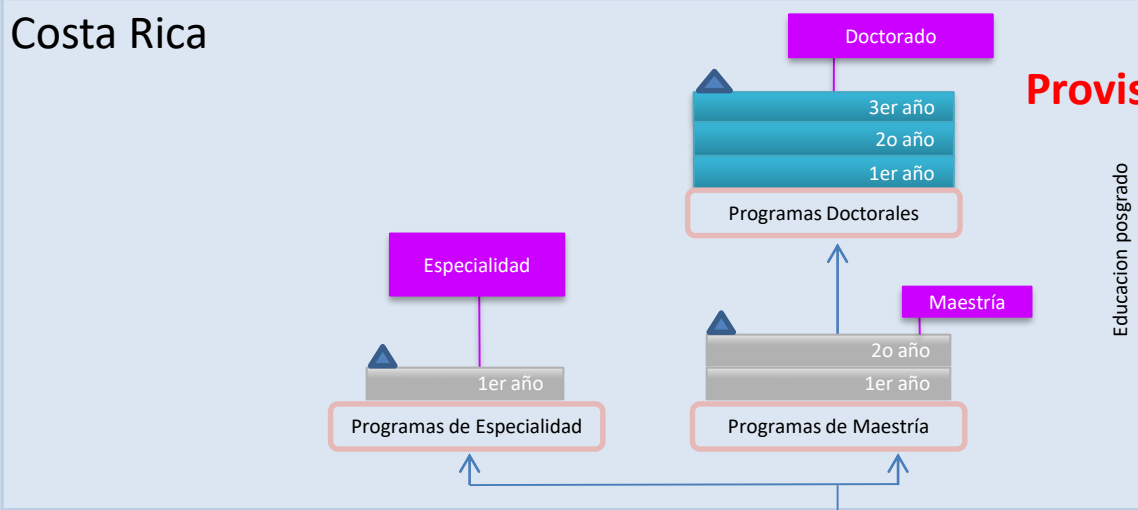 Costa Rica
Doctorado
3er año
2o año
1er año
Programas Doctorales
Educacion posgrado
Especialidad
Maestría
2o año
1er año
1er año
Programas de Especialidad
Programas de Maestría